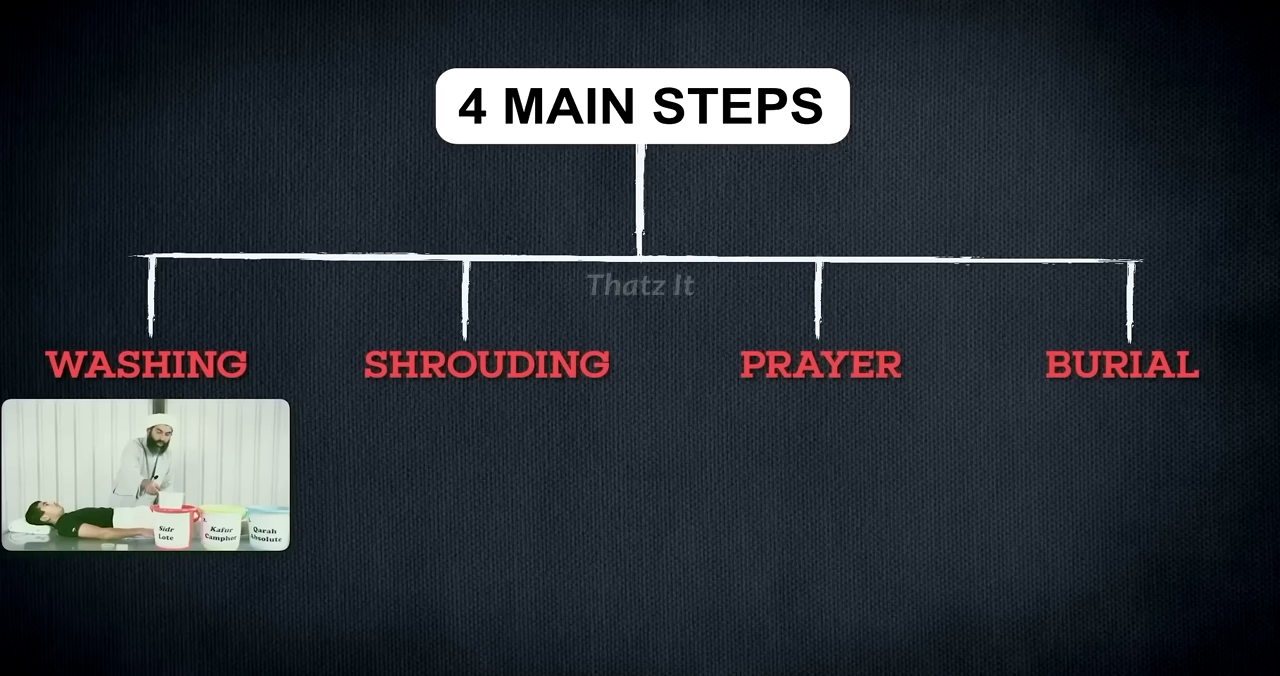 4 MAIN STEPS
Thatz It
WASHING
SHROUDING
PRAYER
BURIAL
Sidr
Lote
Kafur
Camphor
Qarah
Absolute